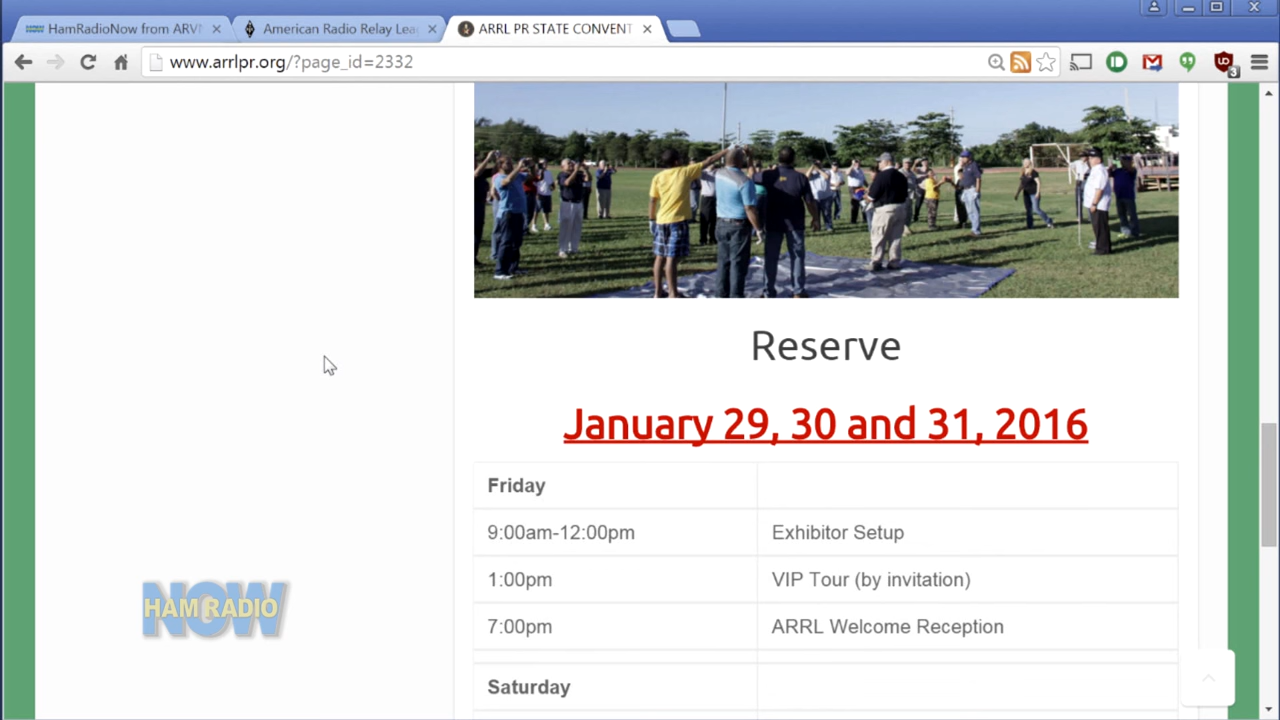 HamRadioNow from ARV
American Radio Relay Lea
ARRL PR STATE CONVENT
www.arrlpr.org/?page_id=2332
3
Reserve
January 29, 30 and 31, 2016
Friday
9:00am-12:00pm Exhibitor Setup
1:00pm VIP Tour (by invitation)
7:00pm ARRL Welcome Reception
Saturday
NOW
HAM RADIO